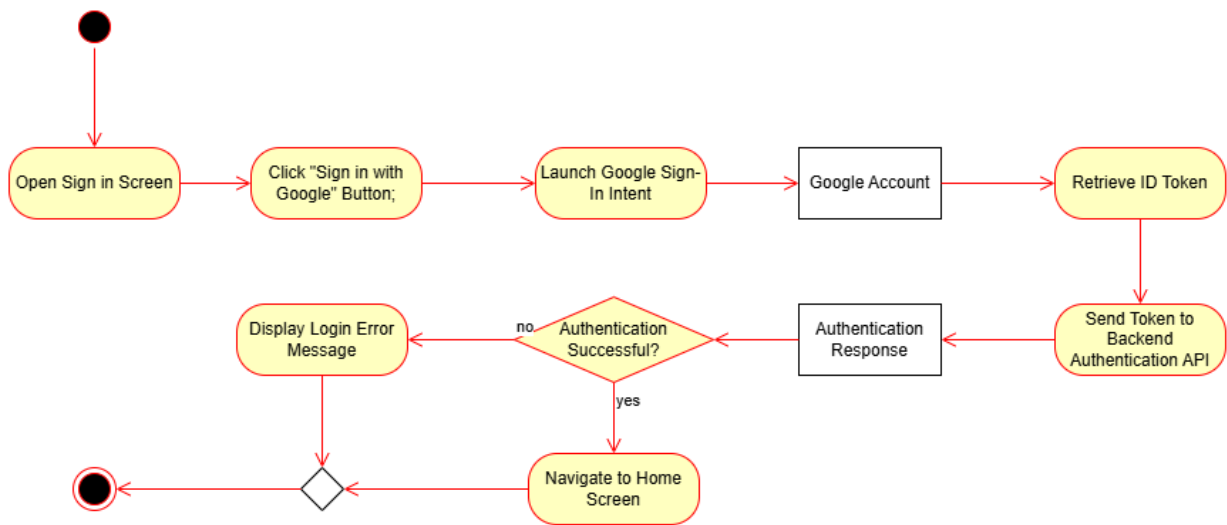 Open Sign in Screen
Click "Sign in with
Google" Button;
Launch Google Sign-
In Intent
Google Account
Retrieve ID Token
Send Token to
Backend
Authentication API
Authentication
Response
Authentication
Successful?
no
Display Login Error
Message
yes
Navigate to Home
Screen